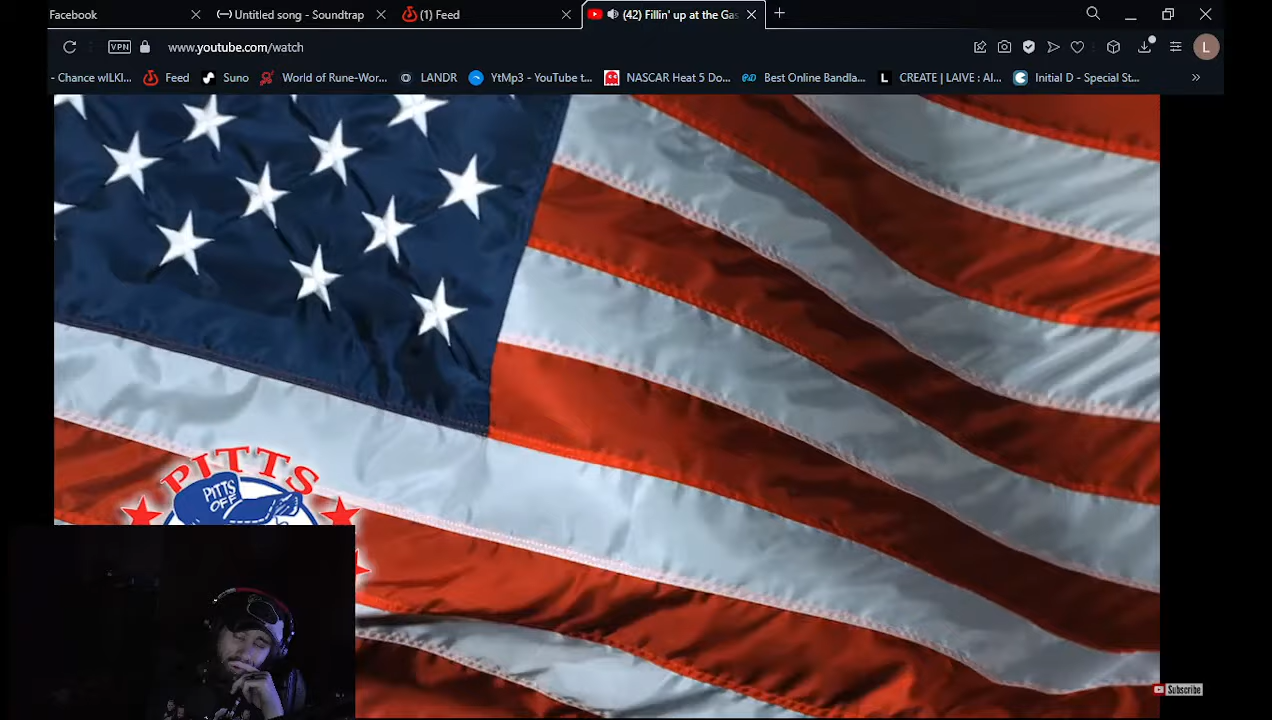 Facebook
Untitled song - Soundtrap
(1) Feed
(42) Fillin' up at the Gas
VPN
www.youtube.com/watch
L
- Chance wILKI...
Feed
Suno
World of Rune-Wor...
LANDR
YtMp3 - YouTube t...
NASCAR Heat 5 Do...
Best Online Bandla...
L
CREATE | LAIVE : AI...
Initial D - Special St...
PITTS
PITTS
OFF
Subscribe